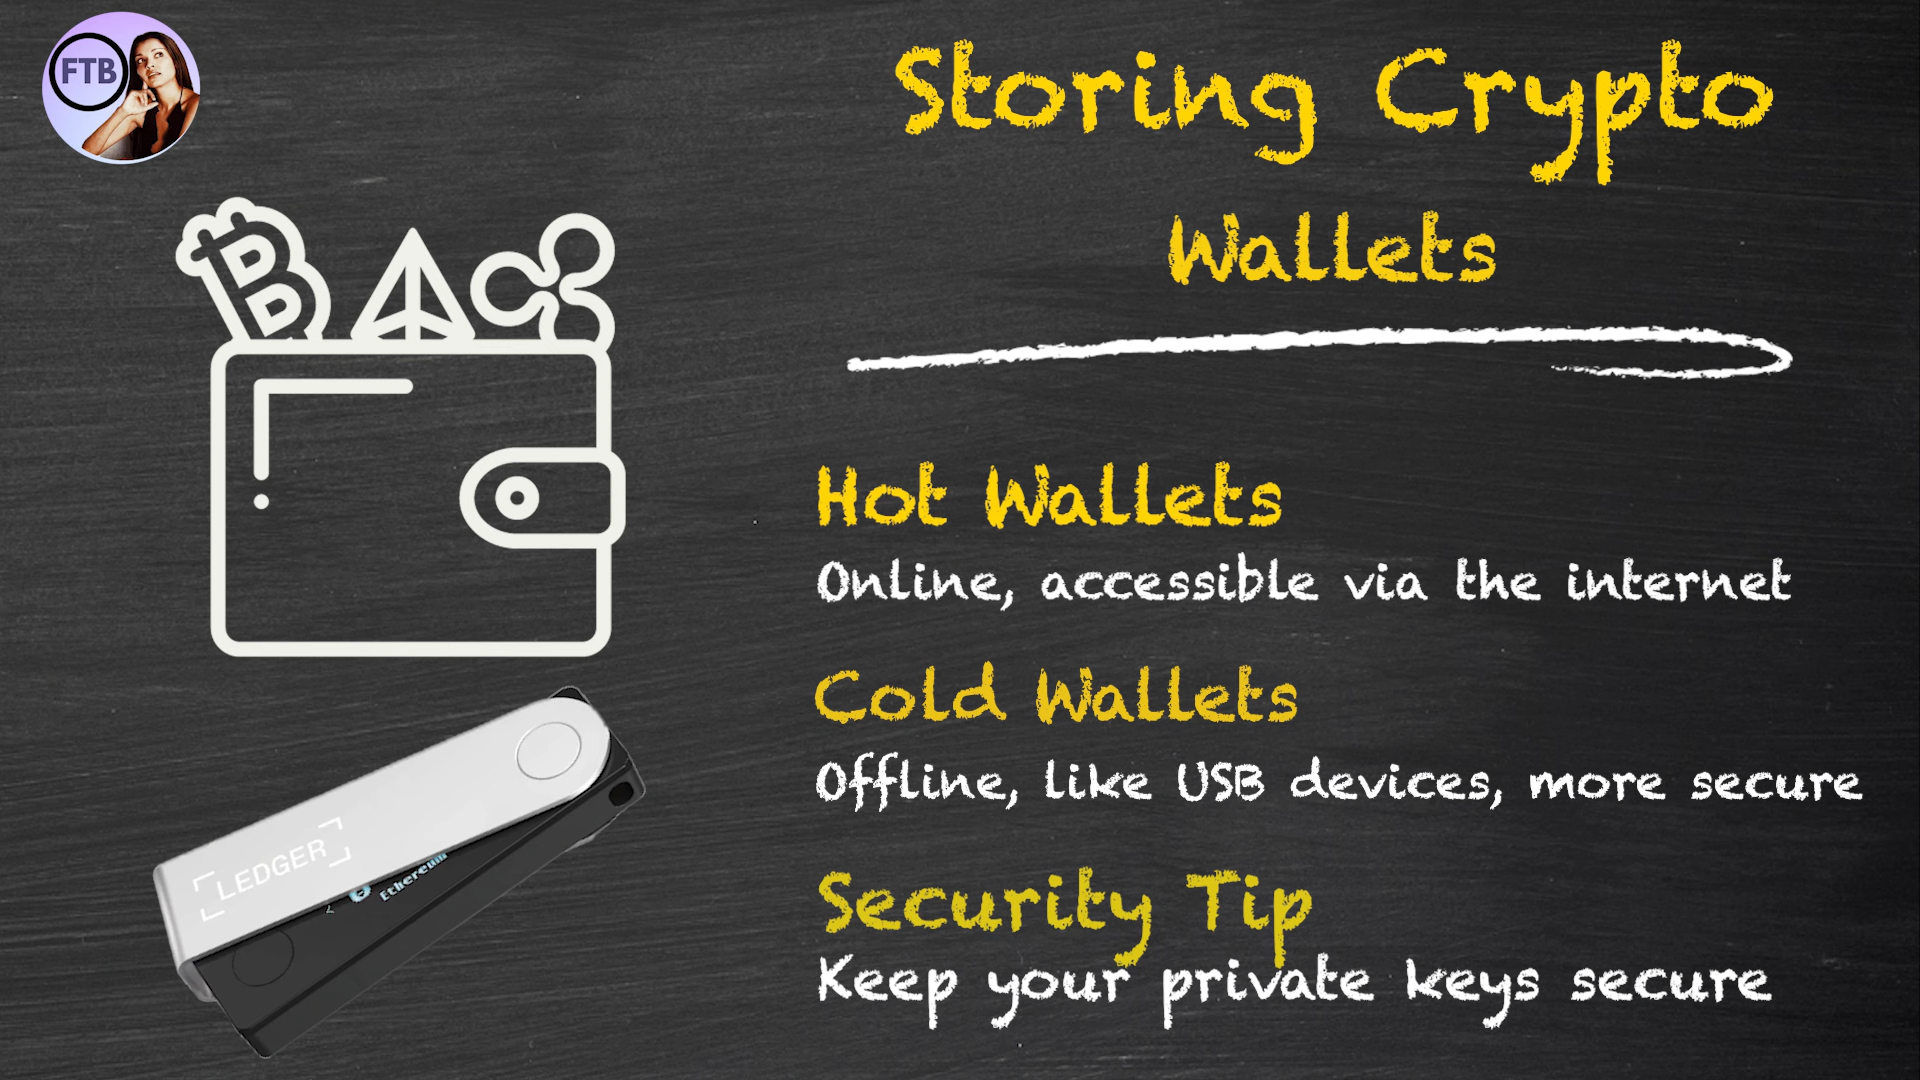 FTB
Storing Crypto
Wallets
Hot Wallets
Online, accessible via the internet
Cold Wallets
Offline, like USB devices, more secure
LEDGER
Ethereum
Security Tip
Keep your private keys secure